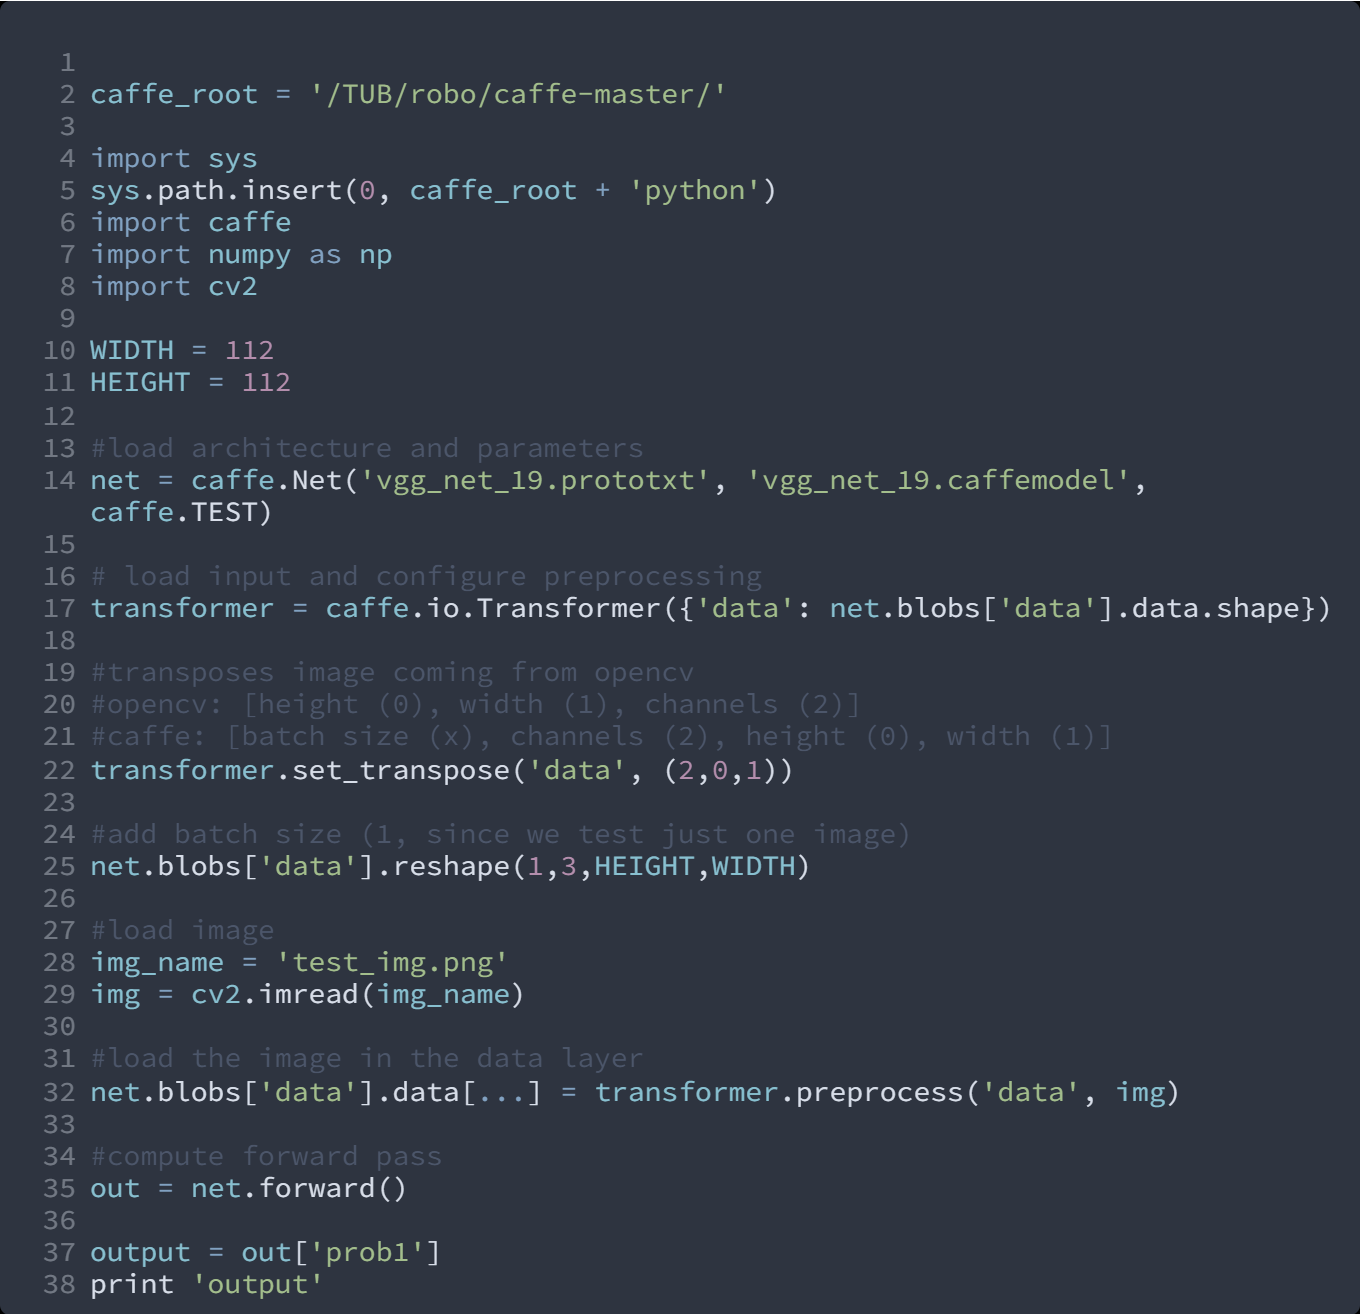 1
2 caffe_root = '/TUB/robo/caffe-master/'
3
4 import sys
5 sys.path.insert(0, caffe_root + 'python')
6 import caffe
7 import numpy as np
8 import cv2
9
10 WIDTH = 112
11 HEIGHT = 112
12
13 #load architecture and parameters
14 net = caffe.Net('vgg_net_19.prototxt', 'vgg_net_19.caffemodel',
caffe.TEST)
15
16 # load input and configure preprocessing
17 transformer = caffe.io.Transformer({'data': net.blobs['data'].data.shape})
18
19 #transposes image coming from opencv
20 #opencv: [height (0), width (1), channels (2)]
21 #caffe: [batch size (x), channels (2), height (0), width (1)]
22 transformer.set_transpose('data', (2,0,1))
23
24 #add batch size (1, since we test just one image)
25 net.blobs['data'].reshape(1,3,HEIGHT,WIDTH)
26
27 #load image
28 img_name = 'test_img.png'
29 img = cv2.imread(img_name)
30
31 #load the image in the data layer
32 net.blobs['data'].data[...] = transformer.preprocess('data', img)
33
34 #compute forward pass
35 out = net.forward()
36
37 output = out['prob1']
38 print 'output'